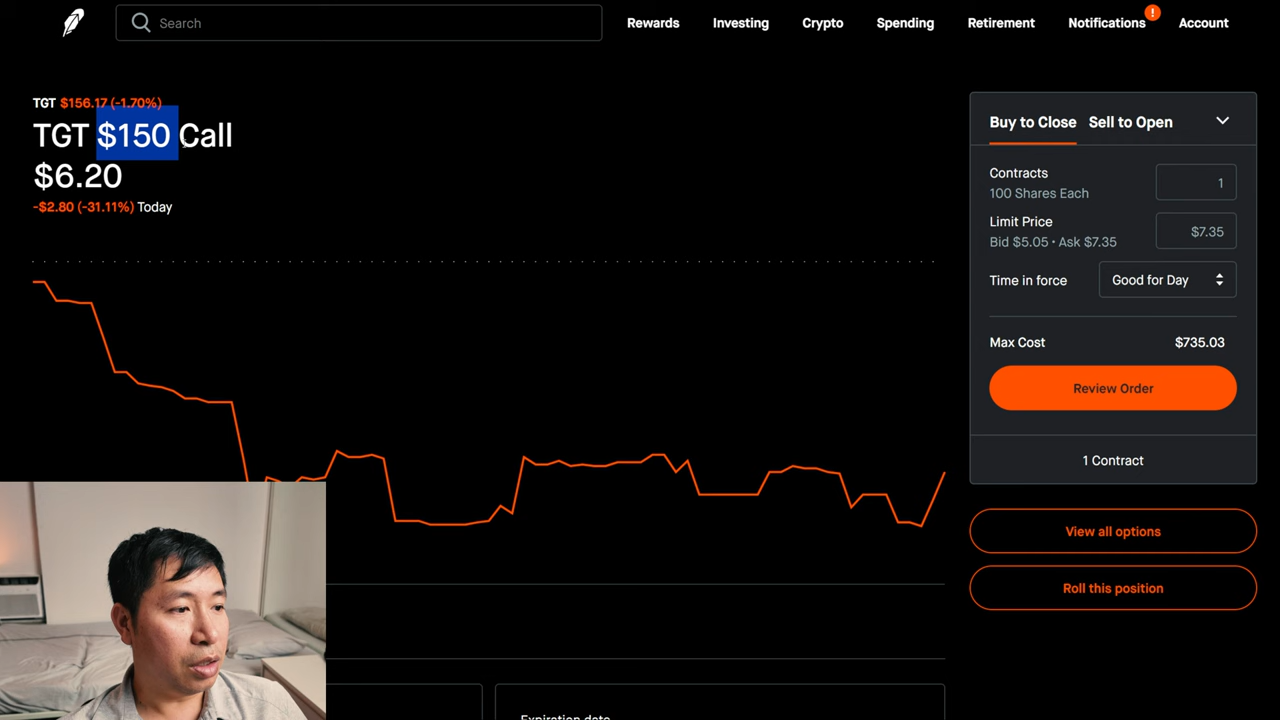 Search
Rewards
Investing
Crypto
Spending
Retirement
Notifications
!
Account
TGT $156.17 (-1.70%)
TGT $150 Call
$6.20
-$2.80 (-31.11%) Today
Buy to Close
Sell to Open
Contracts
100 Shares Each
1
Limit Price
Bid $5.05 • Ask $7.35
$7.35
Time in force
Good for Day
Max Cost
$735.03
Review Order
1 Contract
View all options
Roll this position
Expiration date